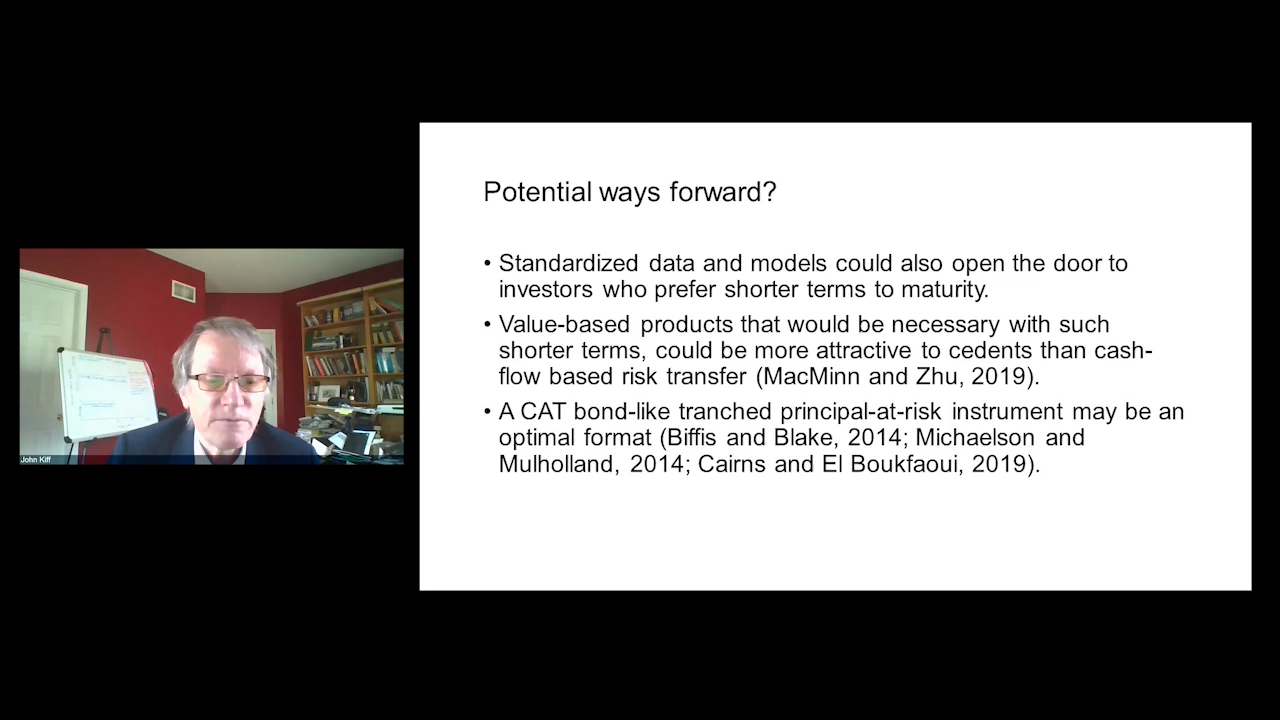 Potential ways forward?
• Standardized data and models could also open the door to
investors who prefer shorter terms to maturity.
• Value-based products that would be necessary with such
shorter terms, could be more attractive to cedents than cash-
flow based risk transfer (MacMinn and Zhu, 2019).
• A CAT bond-like tranched principal-at-risk instrument may be an
optimal format (Biffis and Blake, 2014; Michaelson and
Mulholland, 2014; Cairns and El Boukfaoui, 2019).
John Kiff